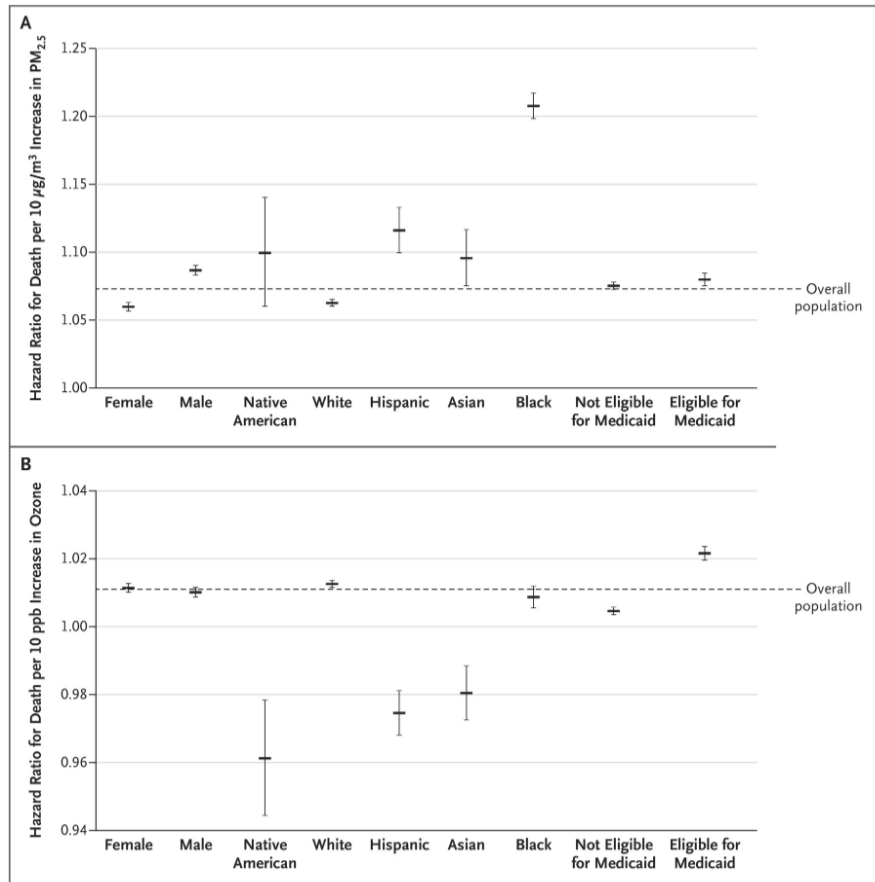 A
Hazard Ratio for Death per 10 µg/m³ Increase in PM₂.₅
1.25
1.20
1.15
1.10
1.05
1.00
Overall
population
Female Male Native White Hispanic Asian Black Not Eligible Eligible for
American for Medicaid Medicaid
B
Hazard Ratio for Death per 10 ppb Increase in Ozone
1.04
1.02
1.00
0.98
0.96
0.94
Overall
population
Female Male Native White Hispanic Asian Black Not Eligible Eligible for
American for Medicaid Medicaid